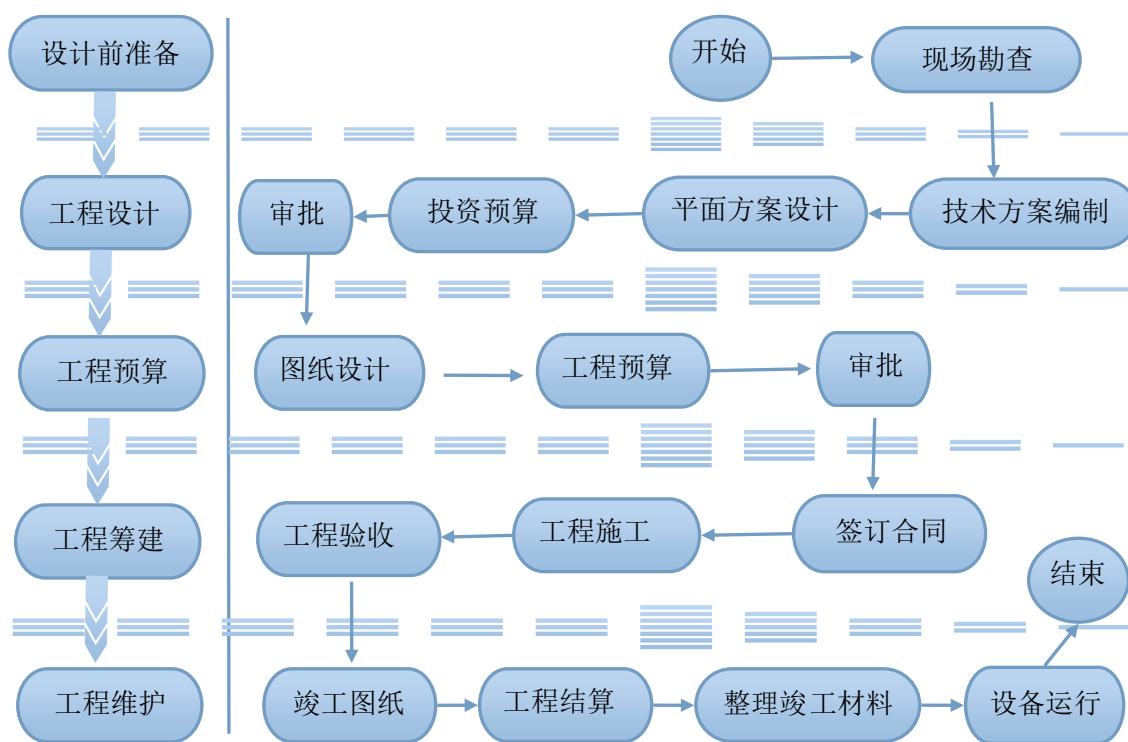 设计前准备
开始
现场勘查
工程设计
审批
投资预算
平面方案设计
技术方案编制
工程预算
图纸设计
工程预算
审批
工程筹建
工程验收
工程施工
签订合同
结束
工程维护
竣工图纸
工程结算
整理竣工材料
设备运行